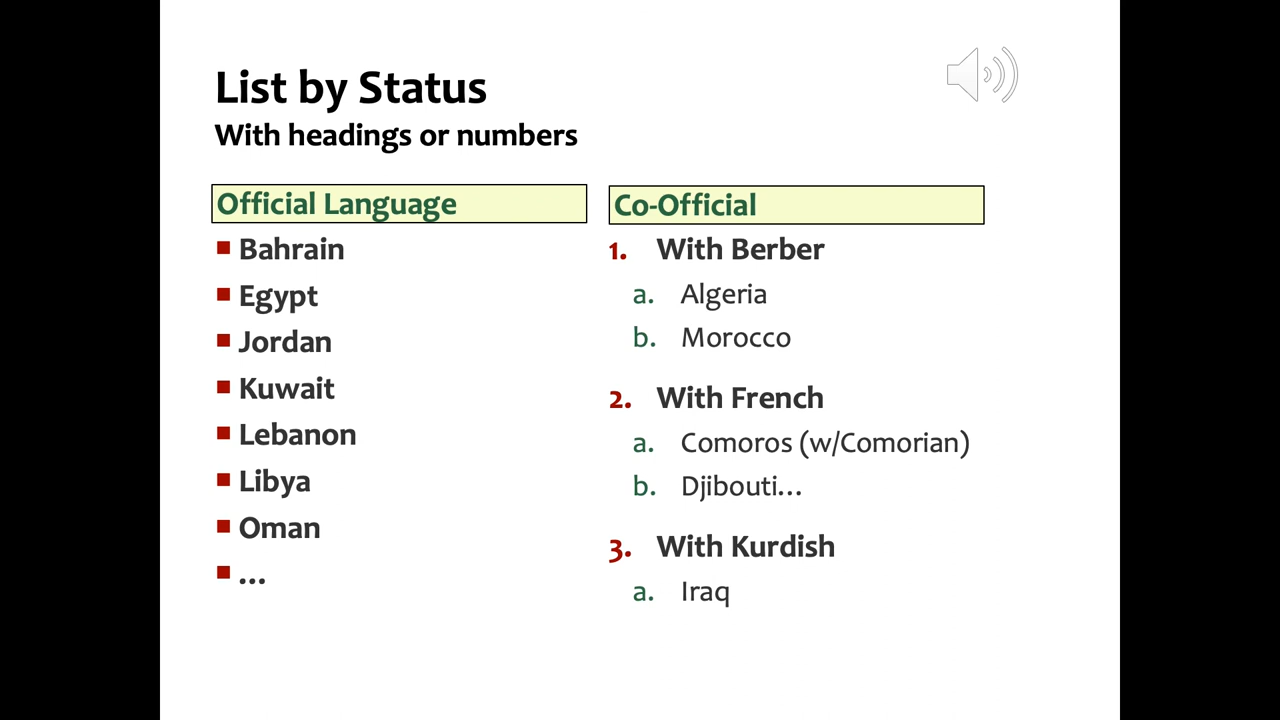 List by Status
With headings or numbers
Official Language
■ Bahrain
■ Egypt
■ Jordan
■ Kuwait
■ Lebanon
■ Libya
■ Oman
■ ...
Co-Official
1. With Berber
a. Algeria
b. Morocco
2. With French
a. Comoros (w/Comorian)
b. Djibouti...
3. With Kurdish
a. Iraq